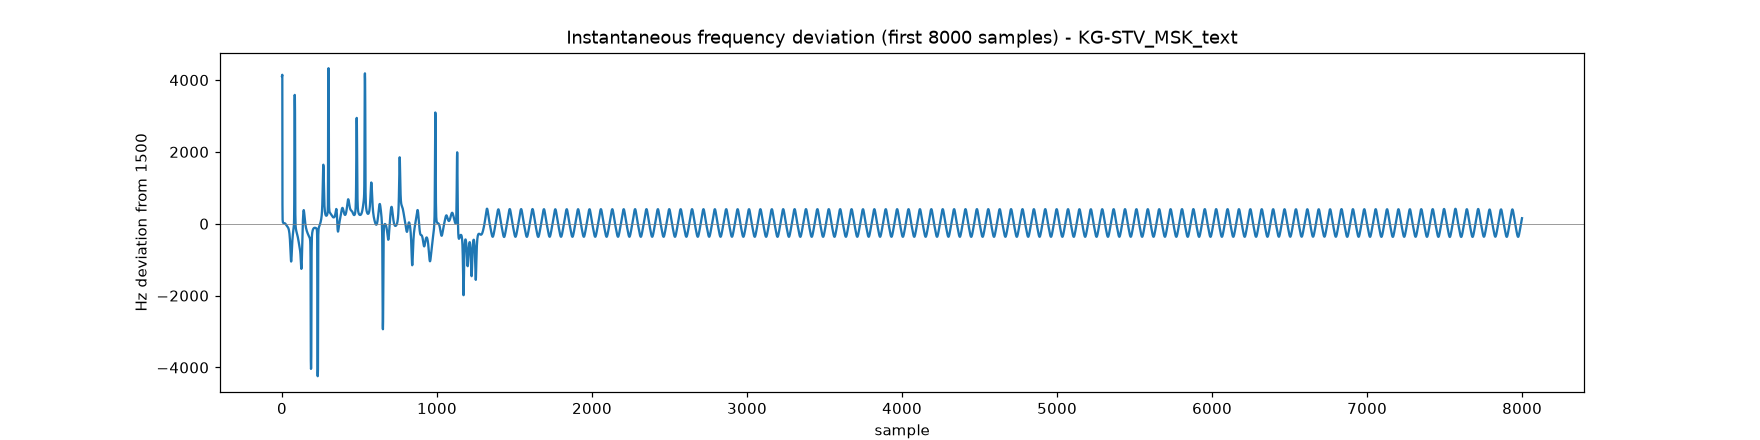 Instantaneous frequency deviation (first 8000 samples) - KG-STV_MSK_text
Hz deviation from 1500
4000
2000
0
−2000
−4000
0 1000 2000 3000 4000 5000 6000 7000 8000
sample